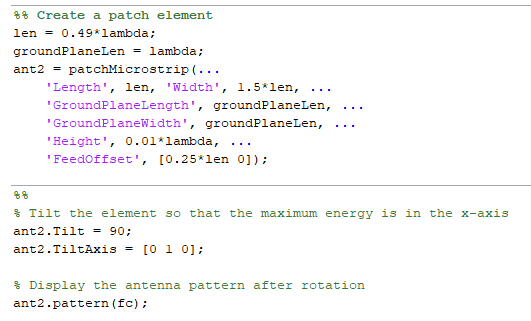 %% Create a patch element
len = 0.49*lambda;
groundPlaneLen = lambda;
ant2 = patchMicrostrip(...
    'Length', len, 'Width', 1.5*len, ...
    'GroundPlaneLength', groundPlaneLen, ...
    'GroundPlaneWidth', groundPlaneLen, ...
    'Height', 0.01*lambda, ...
    'FeedOffset', [0.25*len 0]);
%%
% Tilt the element so that the maximum energy is in the x-axis
ant2.Tilt = 90;
ant2.TiltAxis = [0 1 0];
% Display the antenna pattern after rotation
ant2.pattern(fc);